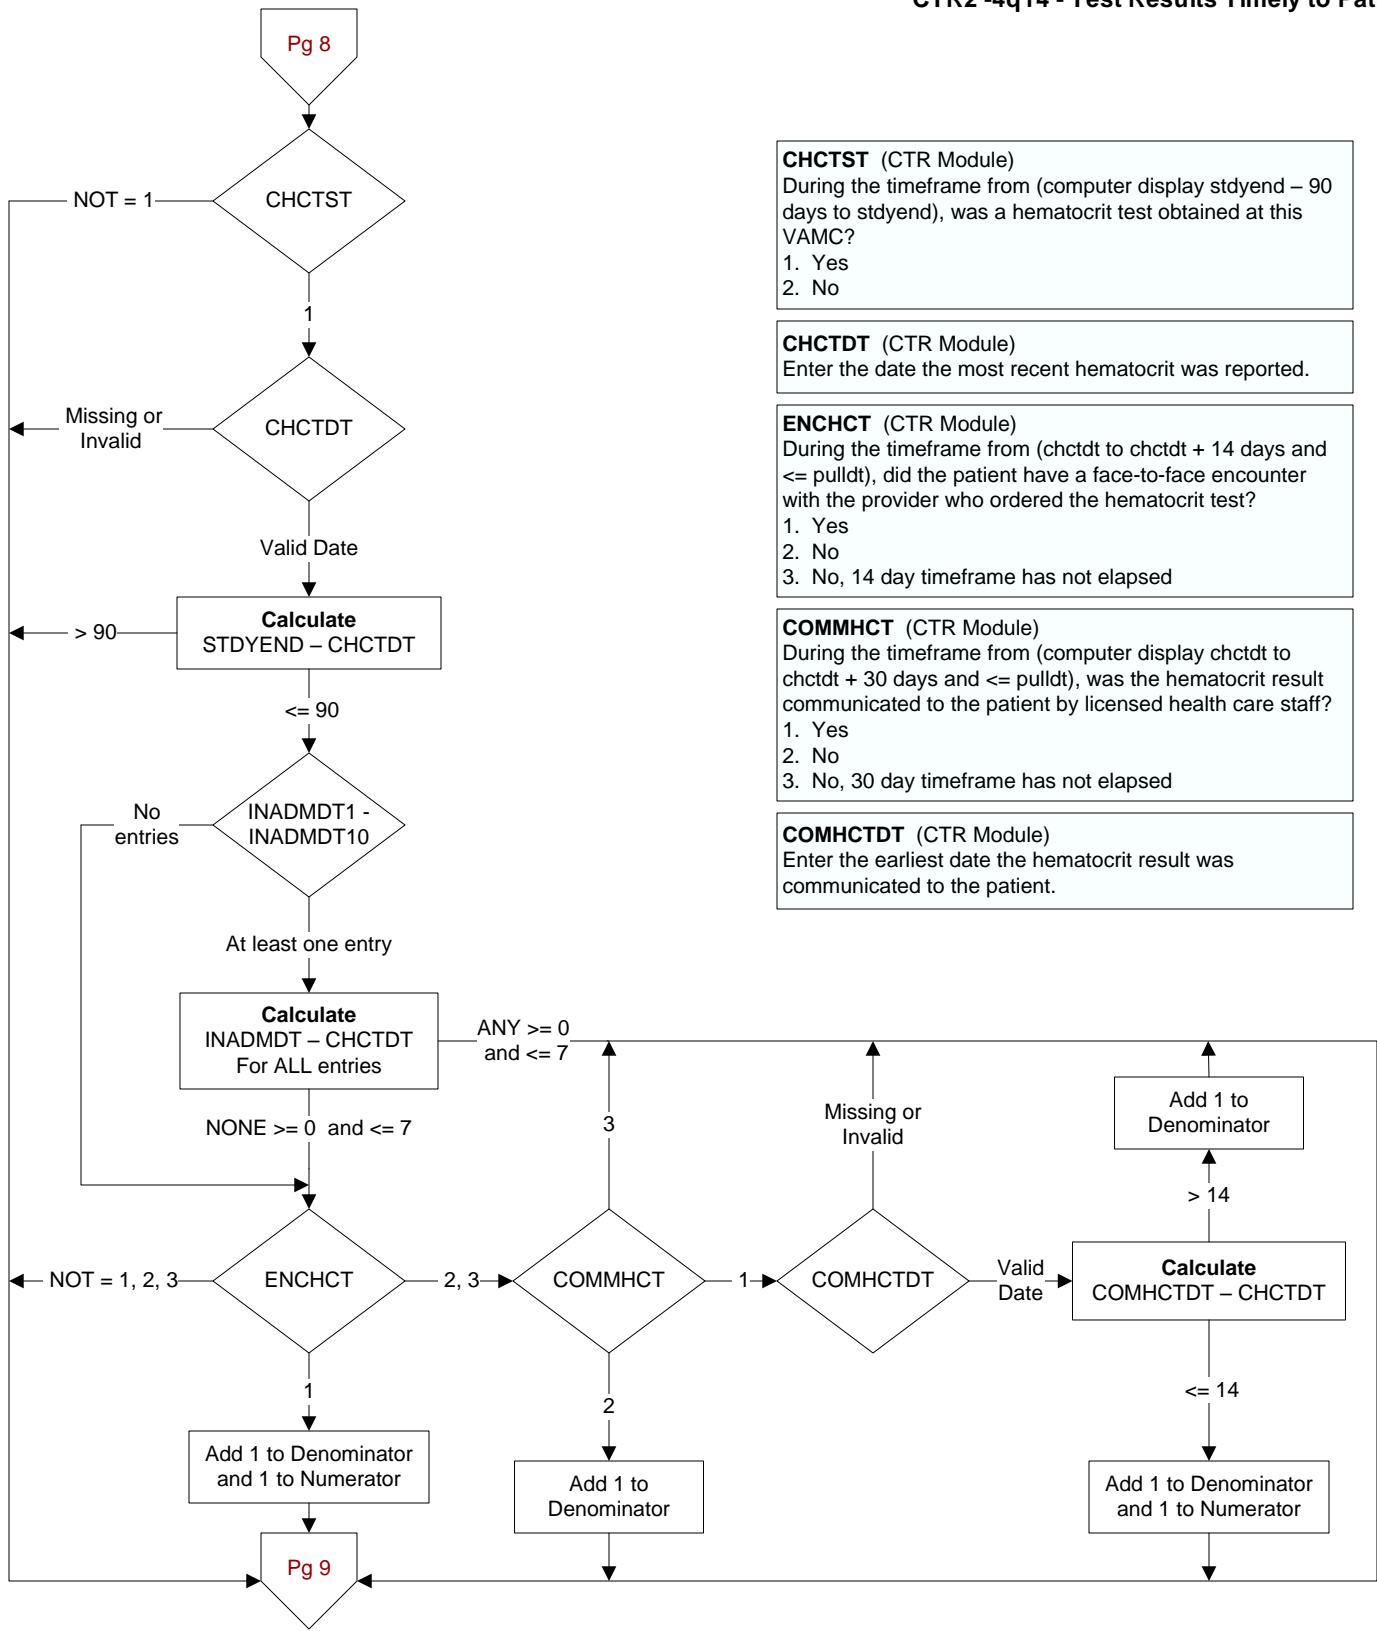 CTR2 -4q14 - Test Results Timely to Pat
Pg 8
CHCTST
NOT = 1
1
CHCTDT
Missing or
Invalid
Valid Date
Calculate
STDYEND – CHCTDT
> 90
<= 90
INADMDT1 -
INADMDT10
No
entries
At least one entry
Calculate
INADMDT – CHCTDT
For ALL entries
ANY >= 0
and <= 7
NONE >= 0 and <= 7
ENCHCT
NOT = 1, 2, 3
2, 3
1
Add 1 to Denominator
and 1 to Numerator
Pg 9
COMMHCT
3
1
2
Add 1 to
Denominator
COMHCTDT
Missing or
Invalid
Valid
Date
Calculate
COMHCTDT – CHCTDT
> 14
Add 1 to
Denominator
<= 14
Add 1 to Denominator
and 1 to Numerator
CHCTST (CTR Module)
During the timeframe from (computer display stdyend – 90
days to stdyend), was a hematocrit test obtained at this
VAMC?
1. Yes
2. No
CHCTDT (CTR Module)
Enter the date the most recent hematocrit was reported.
ENCHCT (CTR Module)
During the timeframe from (chctdt to chctdt + 14 days and
<= pulldt), did the patient have a face-to-face encounter
with the provider who ordered the hematocrit test?
1. Yes
2. No
3. No, 14 day timeframe has not elapsed
COMMHCT (CTR Module)
During the timeframe from (computer display chctdt to
chctdt + 30 days and <= pulldt), was the hematocrit result
communicated to the patient by licensed health care staff?
1. Yes
2. No
3. No, 30 day timeframe has not elapsed
COMHCTDT (CTR Module)
Enter the earliest date the hematocrit result was
communicated to the patient.